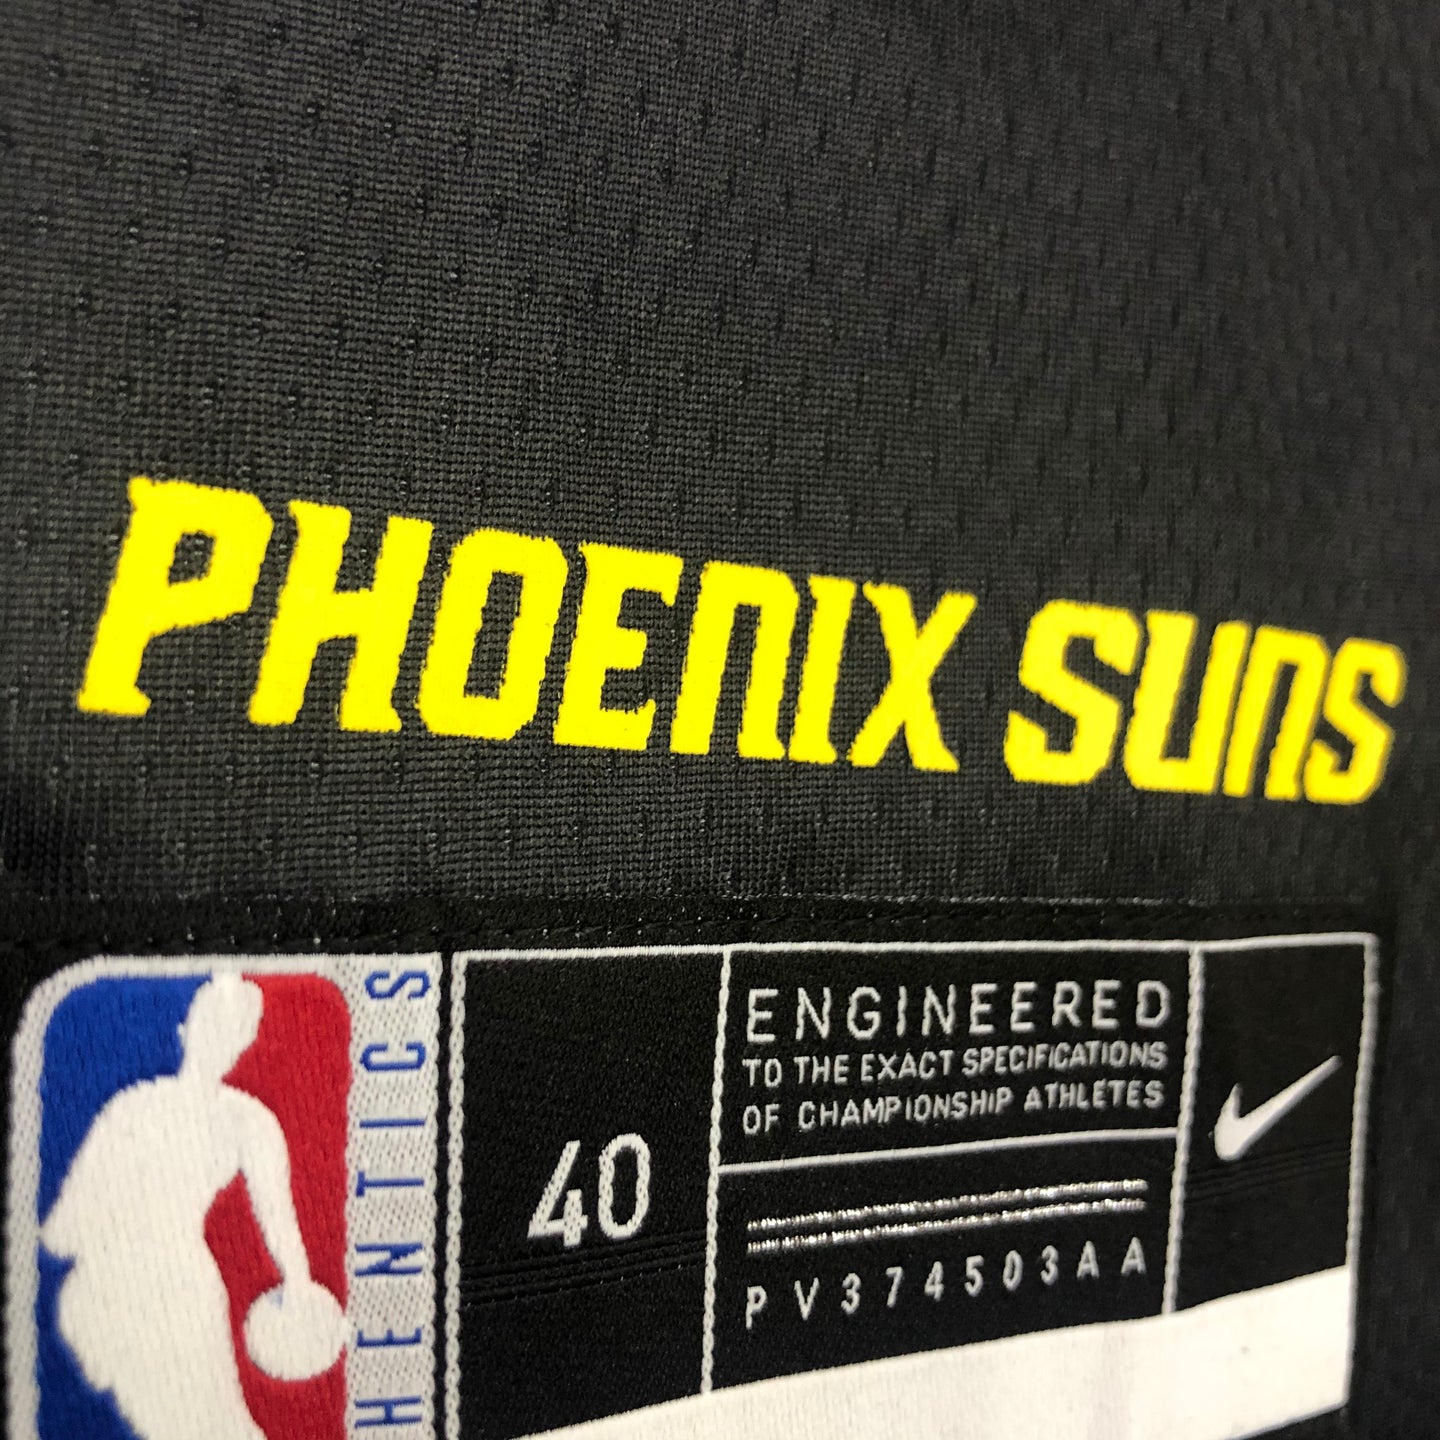 PHOENIX SUNS
HENTICS
40
ENGINEERED
TO THE EXACT SPECIFICATIONS
OF CHAMPIONSHIP ATHLETES
PV374503AA